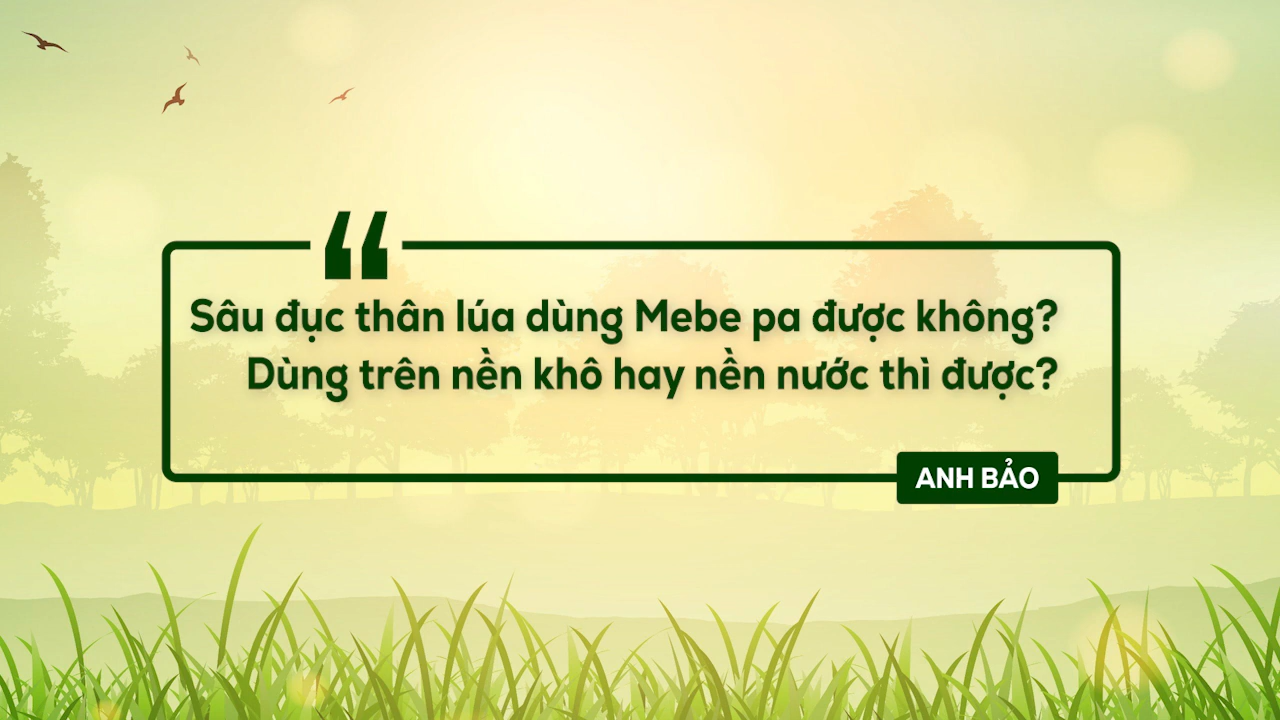 Sâu đục thân lúa dùng Mebe pa được không?
Dùng trên nền khô hay nền nước thì được?
ANH BẢO